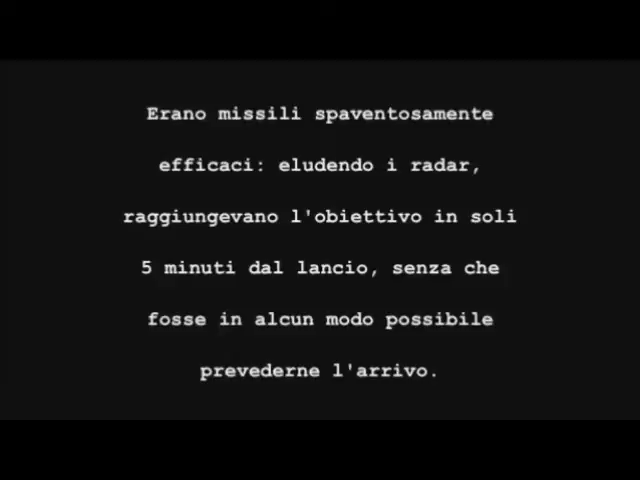 Erano missili spaventosamente
efficaci: eludendo i radar,
raggiungevano l'obiettivo in soli
5 minuti dal lancio, senza che
fosse in alcun modo possibile
prevederne l'arrivo.